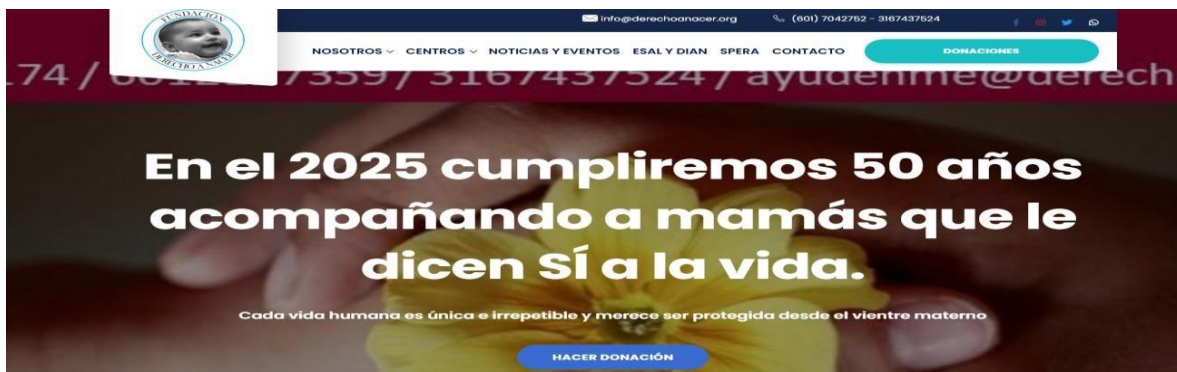 FUNDACIÓN
DERECHO A NACER
info@derechoanacer.org (601) 7042752 - 3167437524
NOSOTROS CENTROS NOTICIAS Y EVENTOS ESAL Y DIAN SPERA CONTACTO DONACIONES
174 / 7359 / 3167437524 / ayudenme@derech
En el 2025 cumpliremos 50 años
acompañando a mamás que le
dicen SÍ a la vida.
Cada vida humana es única e irrepetible y merece ser protegida desde el vientre materno
HACER DONACIÓN